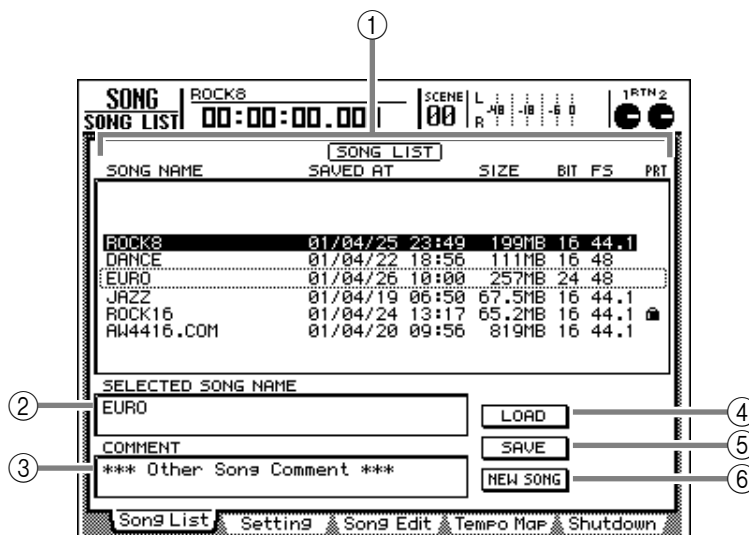 ①
SONG ROCK8 SCENE L -48 -18 -6 0 1 RTN 2
SONG LIST 00:00:00.00 00 R
SONG LIST
SONG NAME SAVED AT SIZE BIT FS PRT
ROCK8 01/04/25 23:49 199MB 16 44.1
DANCE 01/04/22 18:56 111MB 16 48
EURO 01/04/26 10:00 257MB 24 48
JAZZ 01/04/19 06:50 67.5MB 16 44.1
ROCK16 01/04/24 13:17 65.2MB 16 44.1
AW4416.COM 01/04/20 09:56 819MB 16 44.1
SELECTED SONG NAME
② EURO LOAD ④
COMMENT SAVE ⑤
③ *** Other Song Comment *** NEW SONG ⑥
Song List Setting Song Edit Tempo Map Shutdown